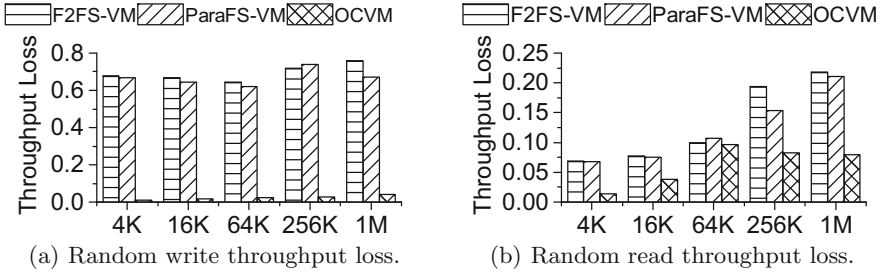 F2FS-VM ParaFS-VM OCVM
Throughput Loss
0.8
0.6
0.4
0.2
0.0
4K 16K 64K 256K 1M
(a) Random write throughput loss.
F2FS-VM ParaFS-VM OCVM
Throughput Loss
0.25
0.20
0.15
0.10
0.05
0.00
4K 16K 64K 256K 1M
(b) Random read throughput loss.